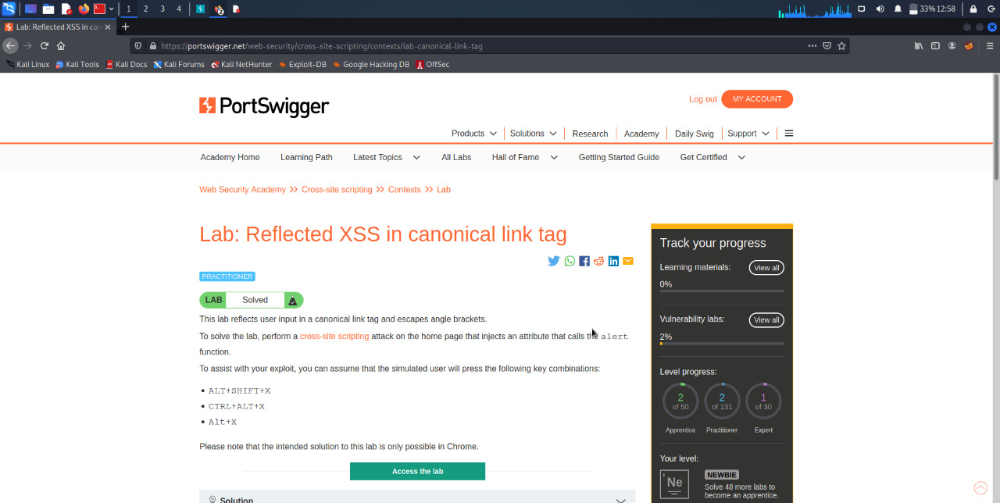 1 2 3 4 2 33% 12:58
Lab: Reflected XSS in can
https://portswigger.net/web-security/cross-site-scripting/contexts/lab-canonical-link-tag
Kali Linux Kali Tools Kali Docs Kali Forums Kali NetHunter Exploit-DB Google Hacking DB OffSec
PortSwigger
Log out MY ACCOUNT
Products Solutions Research Academy Daily Swig Support
Academy Home Learning Path Latest Topics All Labs Hall of Fame Getting Started Guide Get Certified
Web Security Academy Cross-site scripting Contexts Lab
Lab: Reflected XSS in canonical link tag
PRACTITIONER
LAB Solved
This lab reflects user input in a canonical link tag and escapes angle brackets.
To solve the lab, perform a cross-site scripting attack on the home page that injects an attribute that calls the alert
function.
To assist with your exploit, you can assume that the simulated user will press the following key combinations:
ALT+SHIFT+X
CTRL+ALT+X
Alt+X
Please note that the intended solution to this lab is only possible in Chrome.
Access the lab
Solution
Track your progress
Learning materials: View all
0%
Vulnerability labs: View all
2%
Level progress:
2 2 1
of 50 of 131 of 30
Apprentice Practitioner Expert
Your level:
Ne NEWBIE
Solve 48 more labs to
become an apprentice.